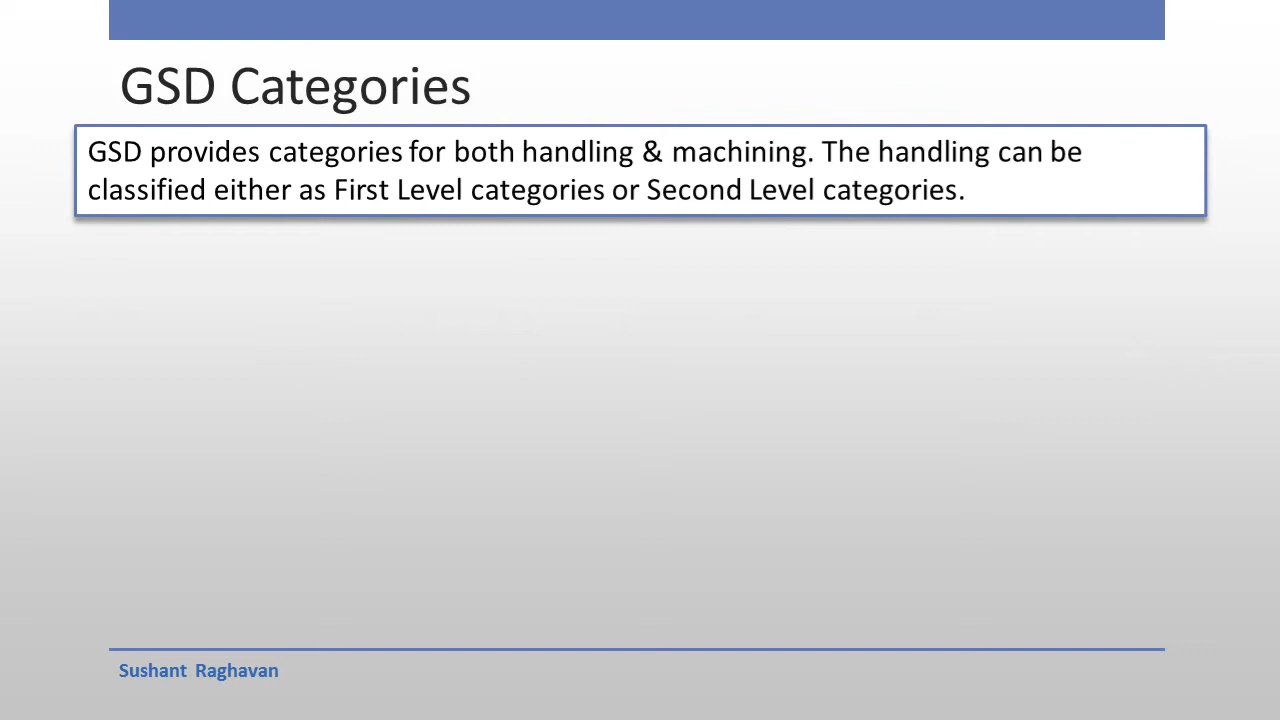 GSD Categories
GSD provides categories for both handling & machining. The handling can be
classified either as First Level categories or Second Level categories.
Sushant Raghavan